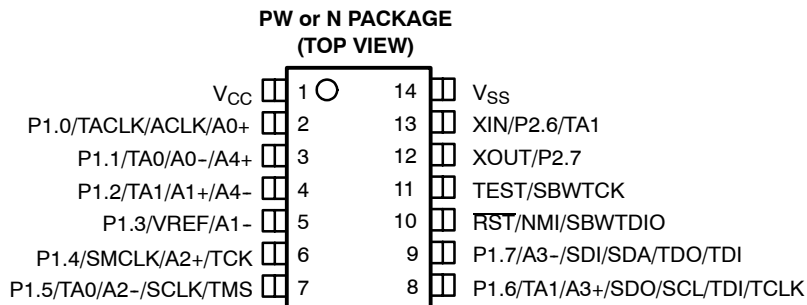 PW or N PACKAGE
(TOP VIEW)
VCC 1 14 VSS
P1.0/TACLK/ACLK/A0+ 2 13 XIN/P2.6/TA1
P1.1/TA0/A0-/A4+ 3 12 XOUT/P2.7
P1.2/TA1/A1+/A4- 4 11 TEST/SBWTCK
P1.3/VREF/A1- 5 10 R̅S̅T̅/NMI/SBWTDIO
P1.4/SMCLK/A2+/TCK 6 9 P1.7/A3-/SDI/SDA/TDO/TDI
P1.5/TA0/A2-/SCLK/TMS 7 8 P1.6/TA1/A3+/SDO/SCL/TDI/TCLK